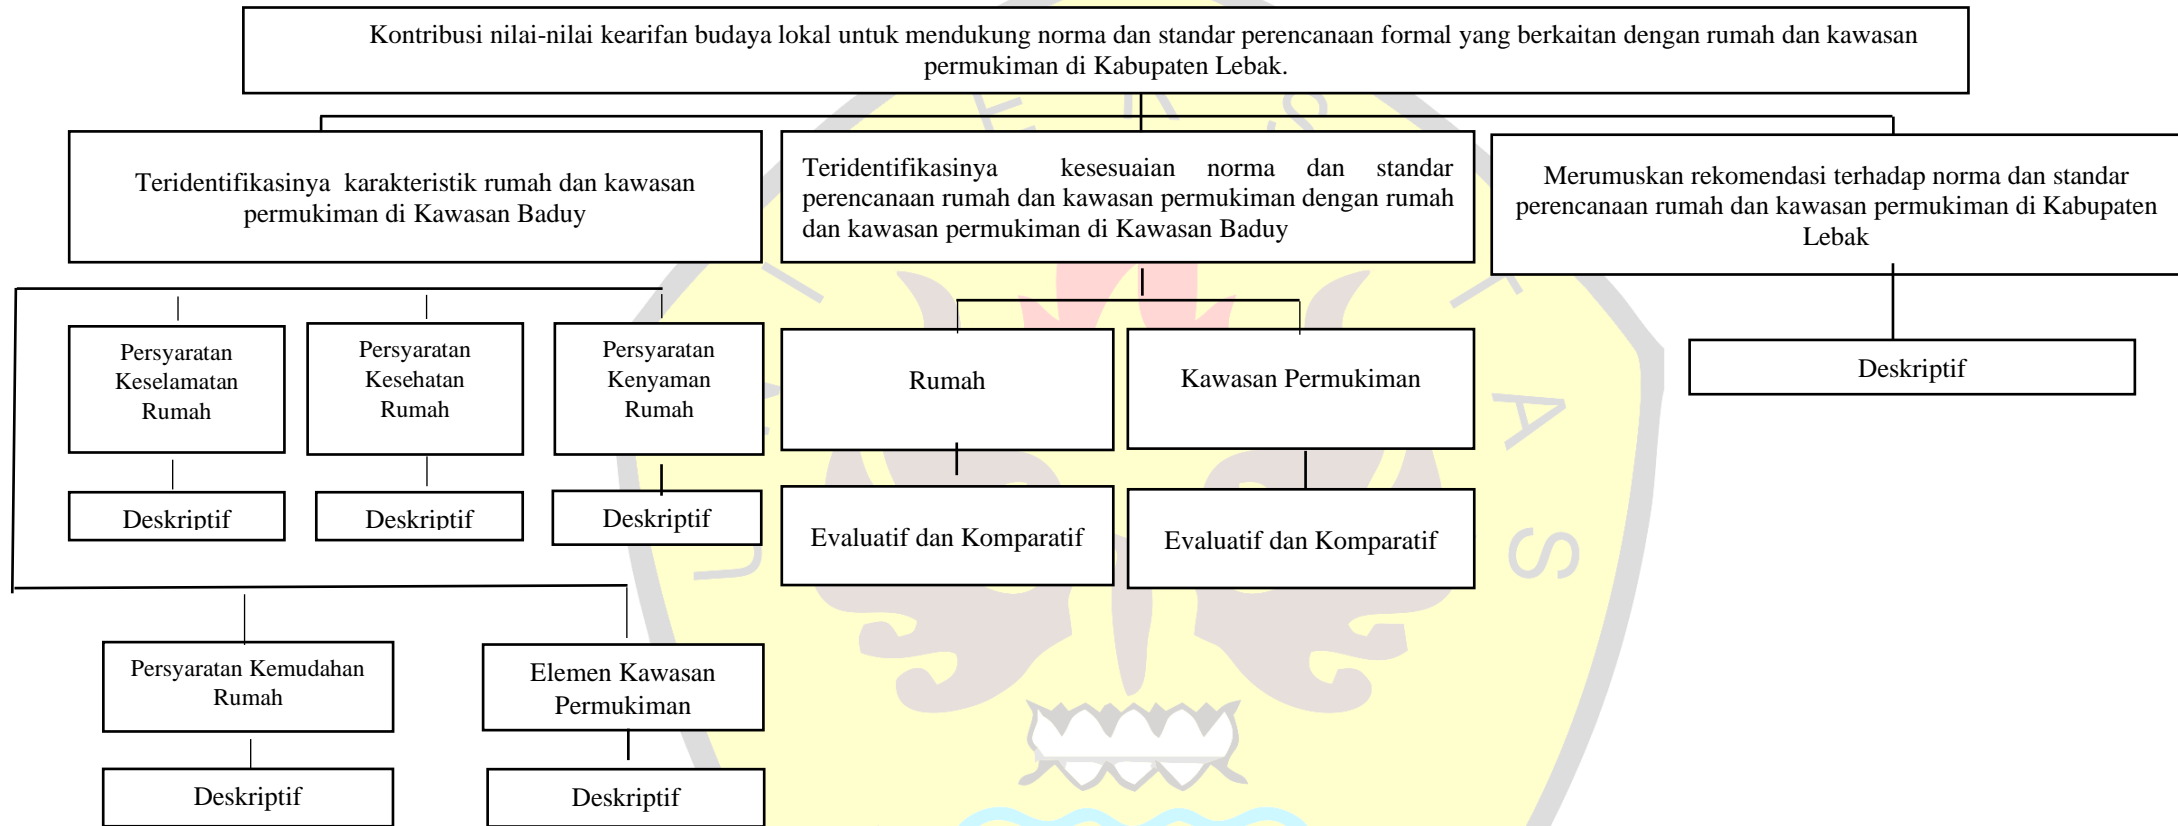 Kontribusi nilai-nilai kearifan budaya lokal untuk mendukung norma dan standar perencanaan formal yang berkaitan dengan rumah dan kawasan
permukiman di Kabupaten Lebak.
Teridentifikasinya karakteristik rumah dan kawasan
permukiman di Kawasan Baduy
Teridentifikasinya kesesuaian norma dan standar
perencanaan rumah dan kawasan permukiman dengan rumah
dan kawasan permukiman di Kawasan Baduy
Merumuskan rekomendasi terhadap norma dan standar
perencanaan rumah dan kawasan permukiman di Kabupaten
Lebak
Persyaratan
Keselamatan
Rumah
Persyaratan
Kesehatan
Rumah
Persyaratan
Kenyaman
Rumah
Rumah
Kawasan Permukiman
Deskriptif
Deskriptif
Deskriptif
Deskriptif
Evaluatif dan Komparatif
Evaluatif dan Komparatif
Persyaratan Kemudahan
Rumah
Elemen Kawasan
Permukiman
Deskriptif
Deskriptif